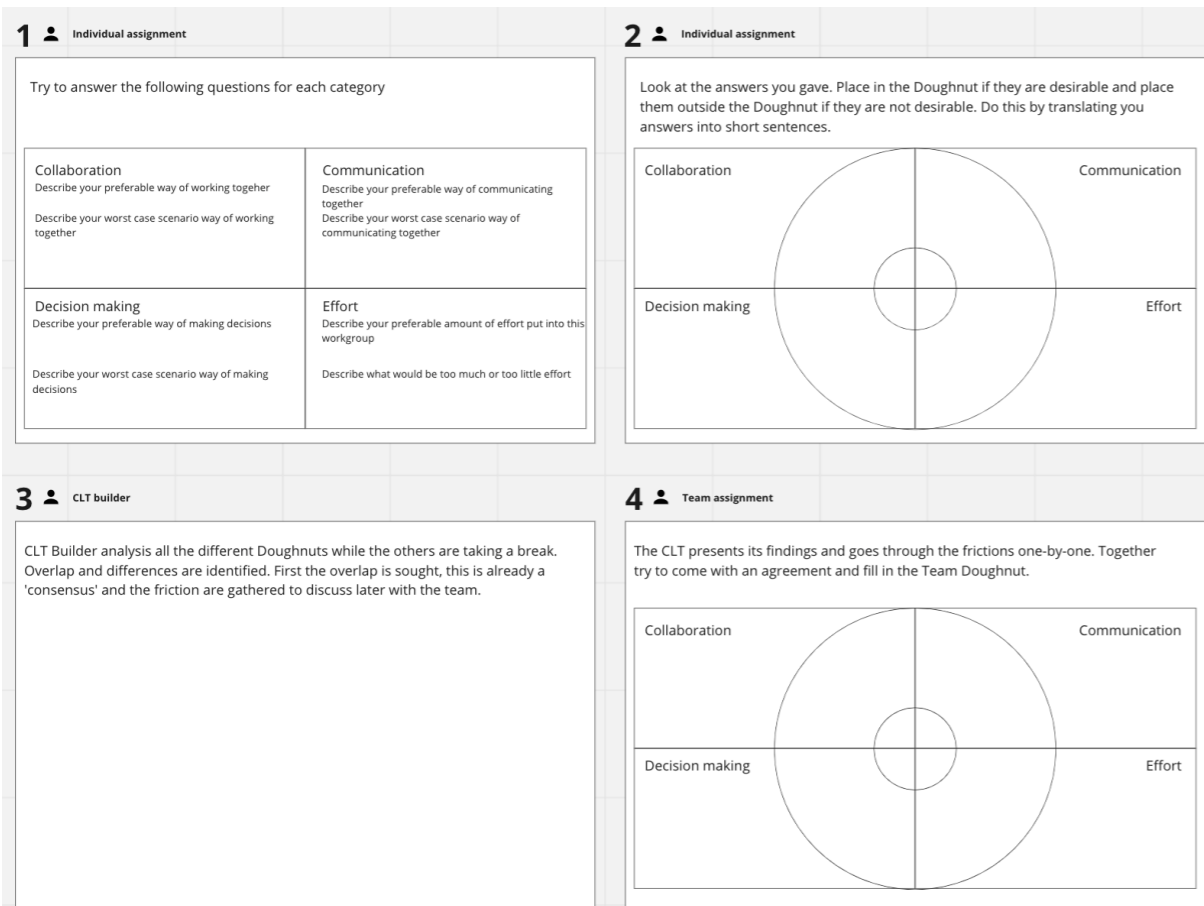 1 Individual assignment
Try to answer the following questions for each category
Collaboration
Describe your preferable way of working togeher
Describe your worst case scenario way of working
together
Communication
Describe your preferable way of communicating
together
Describe your worst case scenario way of
communicating together
Decision making
Describe your preferable way of making decisions
Describe your worst case scenario way of making
decisions
Effort
Describe your preferable amount of effort put into this
workgroup
Describe what would be too much or too little effort
2 Individual assignment
Look at the answers you gave. Place in the Doughnut if they are desirable and place
them outside the Doughnut if they are not desirable. Do this by translating you
answers into short sentences.
Collaboration
Communication
Decision making
Effort
3 CLT builder
CLT Builder analysis all the different Doughnuts while the others are taking a break.
Overlap and differences are identified. First the overlap is sought, this is already a
'consensus' and the friction are gathered to discuss later with the team.
4 Team assignment
The CLT presents its findings and goes through the frictions one-by-one. Together
try to come with an agreement and fill in the Team Doughnut.
Collaboration
Communication
Decision making
Effort